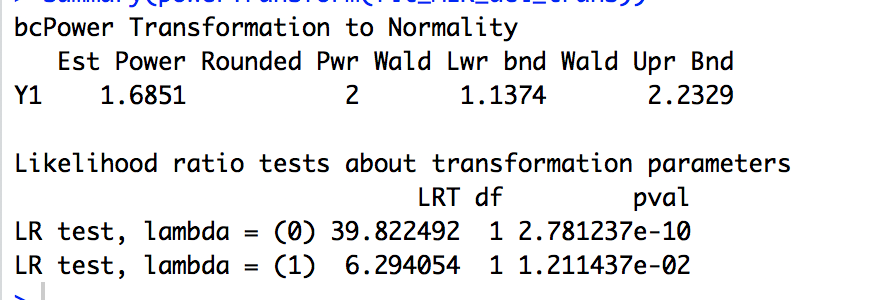 bcPower Transformation to Normality
Est Power Rounded Pwr Wald Lwr bnd Wald Upr Bnd
Y1 1.6851 2 1.1374 2.2329
Likelihood ratio tests about transformation parameters
LRT df pval
LR test, lambda = (0) 39.822492 1 2.781237e-10
LR test, lambda = (1) 6.294054 1 1.211437e-02
>